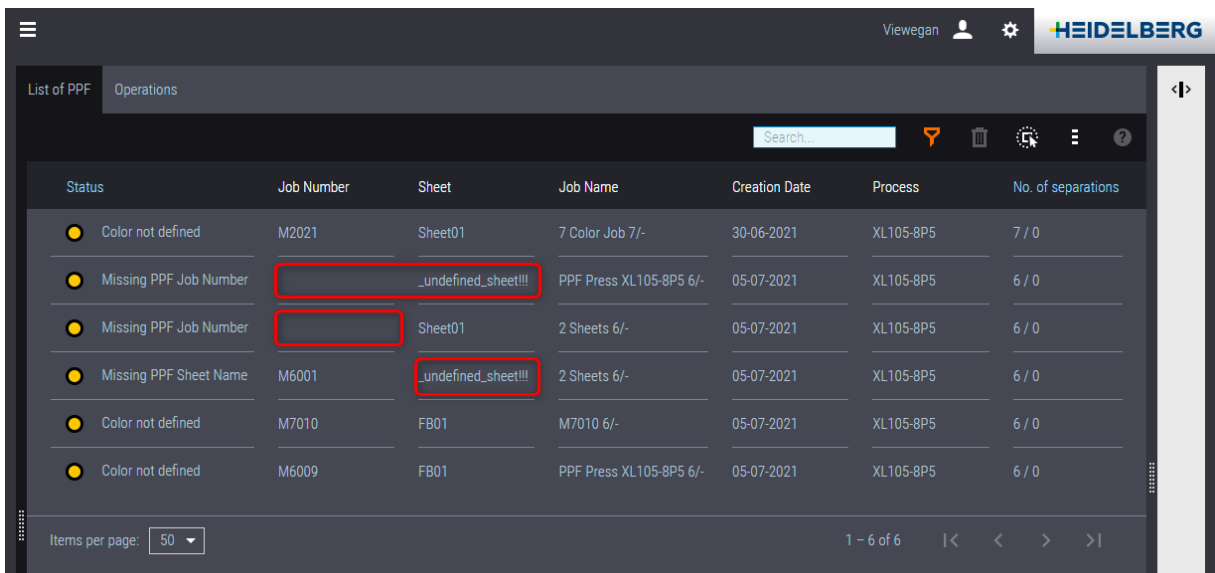 Viewegan HEIDELBERG
List of PPF Operations
Search...
Status Job Number Sheet Job Name Creation Date Process No. of separations
Color not defined M2021 Sheet01 7 Color Job 7/- 30-06-2021 XL105-8P5 7 / 0
Missing PPF Job Number _undefined_sheet!!! PPF Press XL105-8P5 6/- 05-07-2021 XL105-8P5 6 / 0
Missing PPF Job Number Sheet01 2 Sheets 6/- 05-07-2021 XL105-8P5 6 / 0
Missing PPF Sheet Name M6001 _undefined_sheet!!! 2 Sheets 6/- 05-07-2021 XL105-8P5 6 / 0
Color not defined M7010 FB01 M7010 6/- 05-07-2021 XL105-8P5 6 / 0
Color not defined M6009 FB01 PPF Press XL105-8P5 6/- 05-07-2021 XL105-8P5 6 / 0
Items per page: 50 1 – 6 of 6